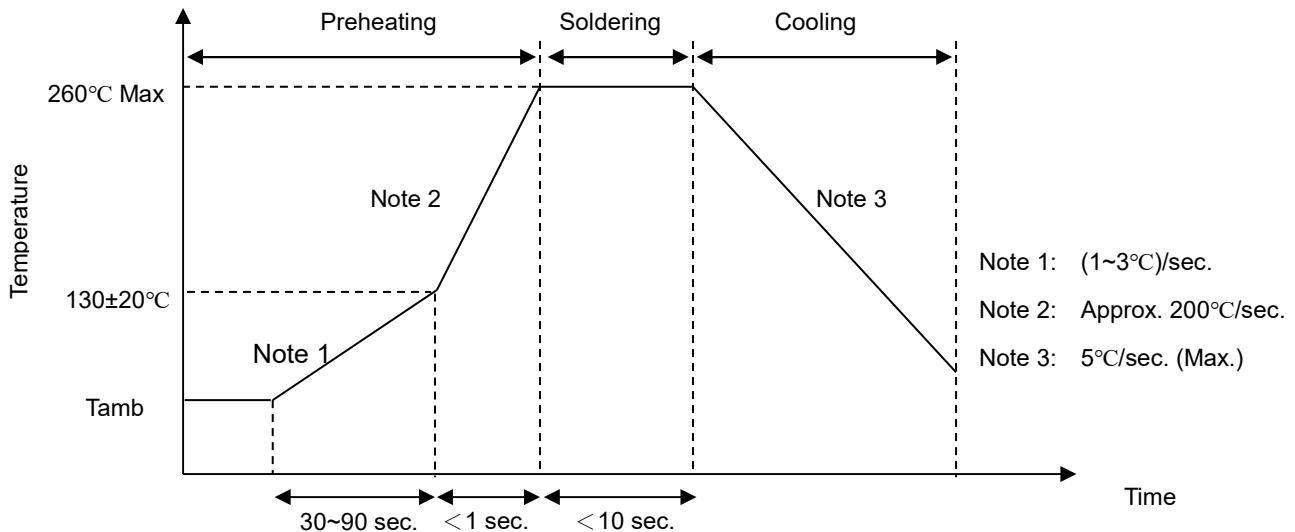 Preheating
Soldering
Cooling
260℃ Max
Temperature
Note 2
Note 3
Note 1: (1~3℃)/sec.
130±20℃
Note 2: Approx. 200℃/sec.
Note 1
Note 3: 5℃/sec. (Max.)
Tamb
Time
30~90 sec.
＜1 sec.
＜10 sec.